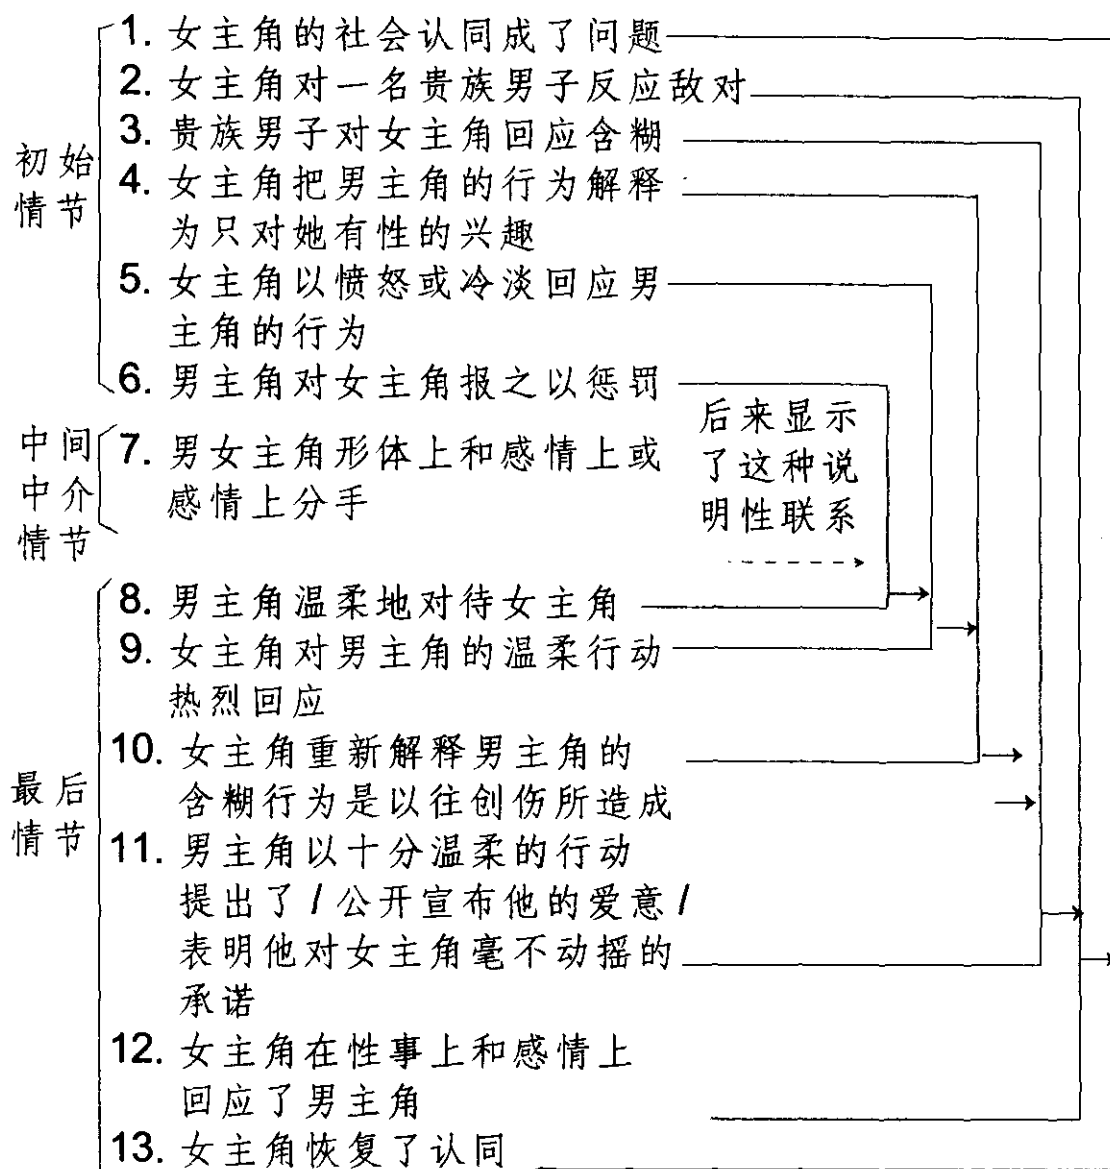 1. 女主角的社会认同成了问题
2. 女主角对一名贵族男子反应敌对
3. 贵族男子对女主角回应含糊
初始
情节
4. 女主角把男主角的行为解释
为只对她有性的兴趣
5. 女主角以愤怒或冷淡回应男
主角的行为
6. 男主角对女主角报之以惩罚
中间
中介
情节
7. 男女主角形体上和感情上或
感情上分手
后来显示
了这种说
明性联系
8. 男主角温柔地对待女主角
9. 女主角对男主角的温柔行动
热烈回应
最后
情节
10. 女主角重新解释男主角的
含糊行为是以往创伤所造成
11. 男主角以十分温柔的行动
提出了/公开宣布他的爱意/
表明他对女主角毫不动摇的
承诺
12. 女主角在性事上和感情上
回应了男主角
13. 女主角恢复了认同